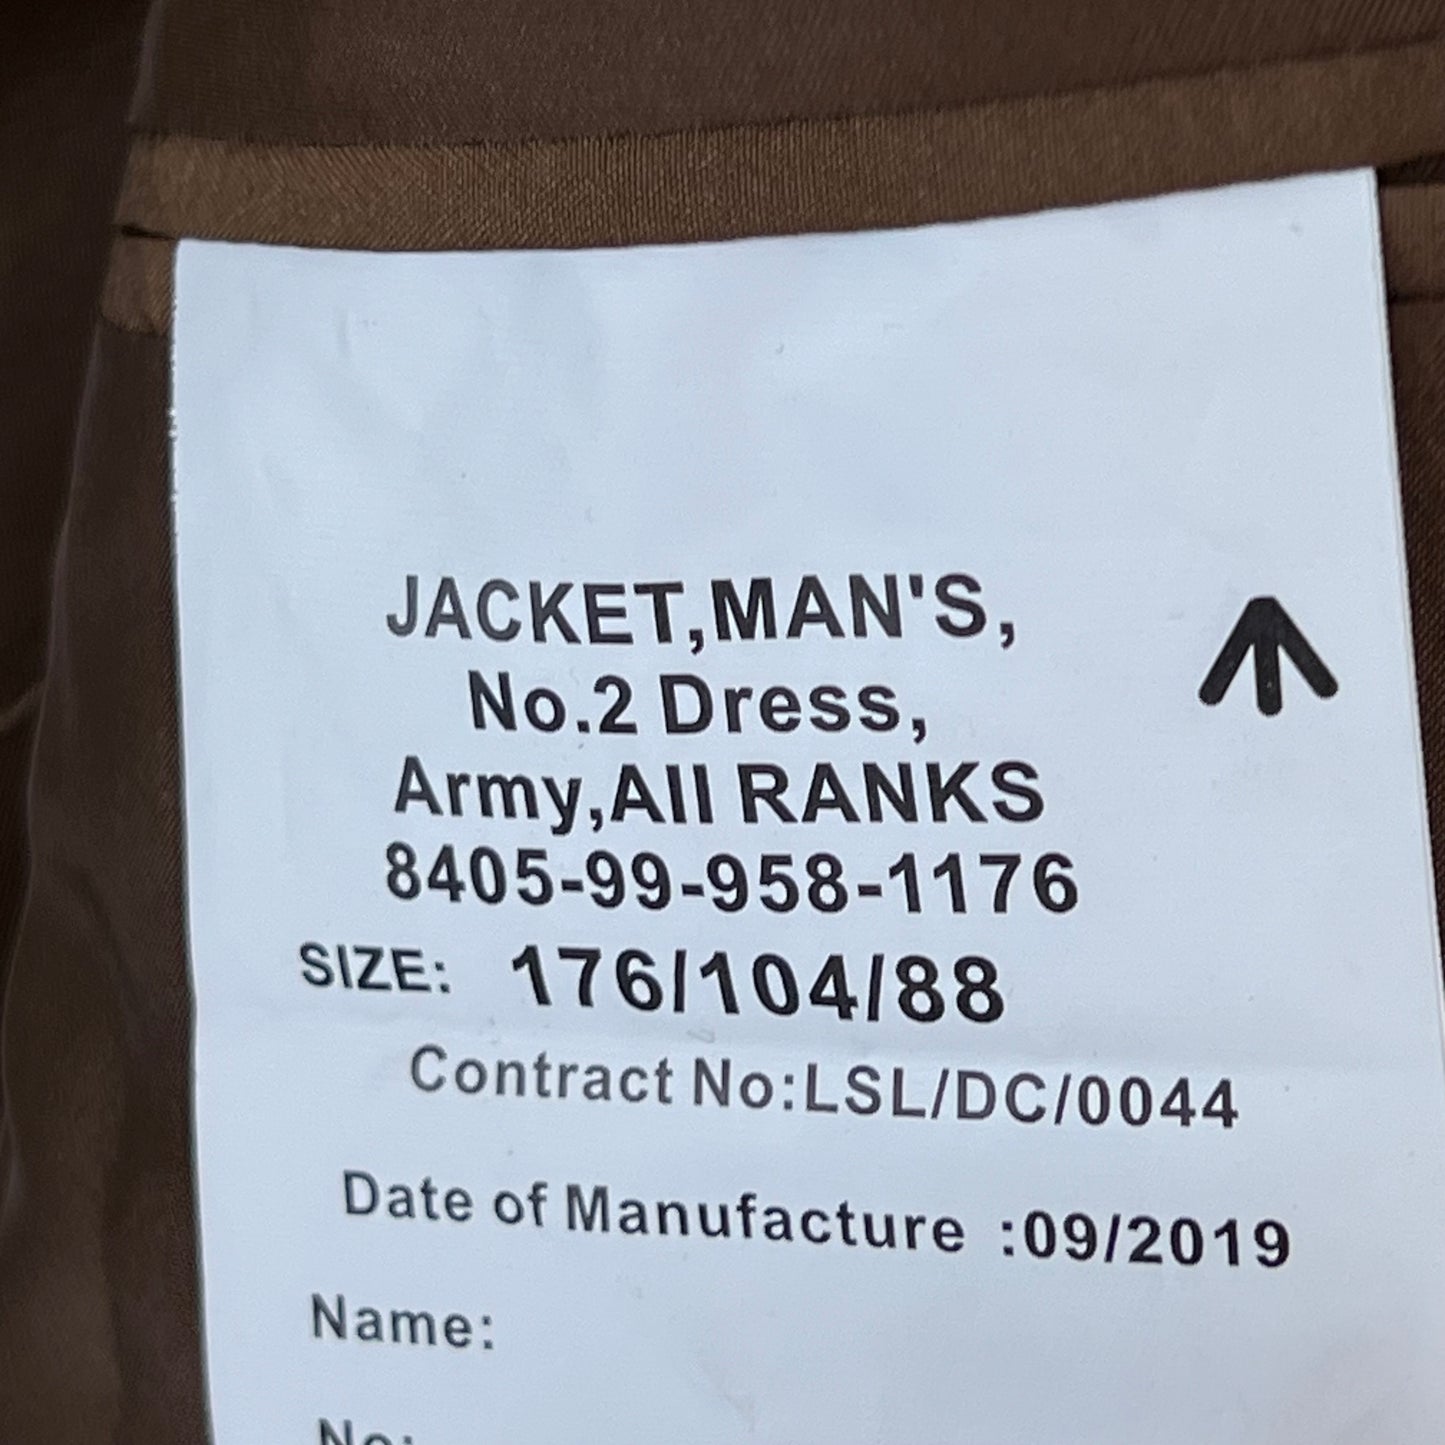 JACKET,MAN'S,
No.2 Dress,
Army,All RANKS
8405-99-958-1176
SIZE: 176/104/88
Contract No:LSL/DC/0044
Date of Manufacture :09/2019
Name:
No: